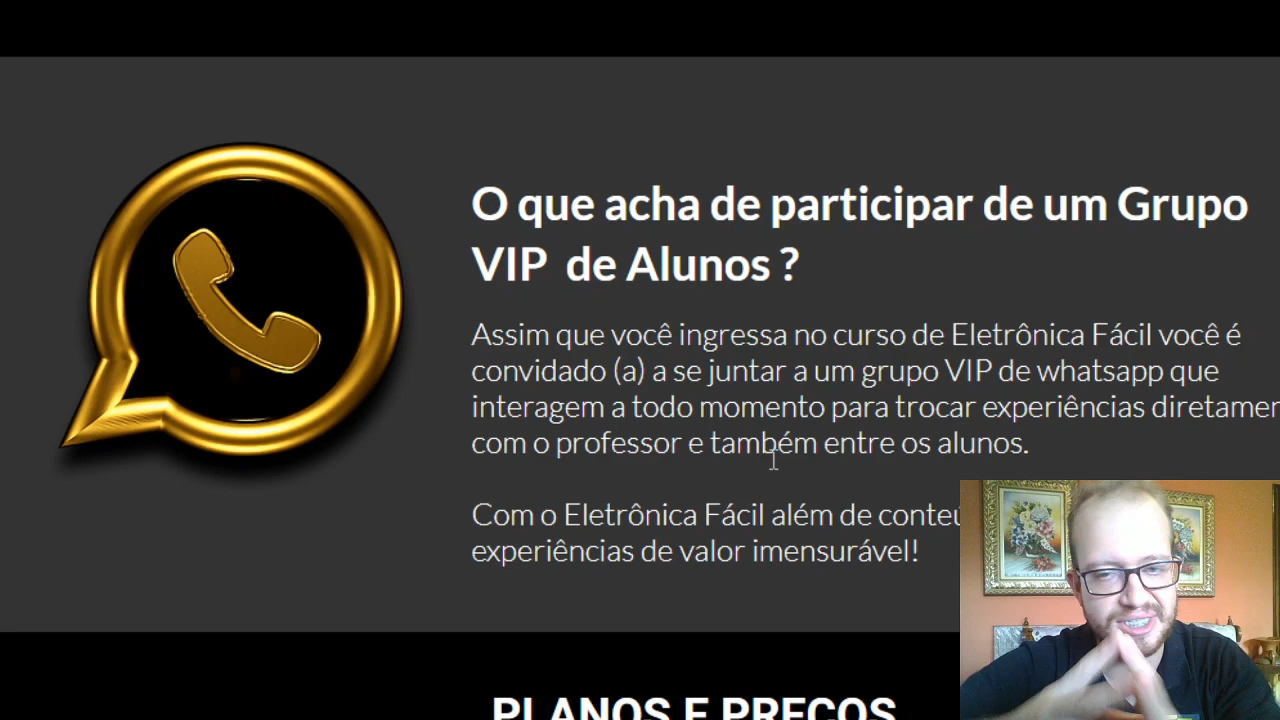 O que acha de participar de um Grupo
VIP de Alunos ?
Assim que você ingressa no curso de Eletrônica Fácil você é
convidado (a) a se juntar a um grupo VIP de whatsapp que
interagem a todo momento para trocar experiências
com o professor e também entre os alunos.
Com o Eletrônica Fácil além de
experiências de valor imensurável!
PLANOS E PREÇOS